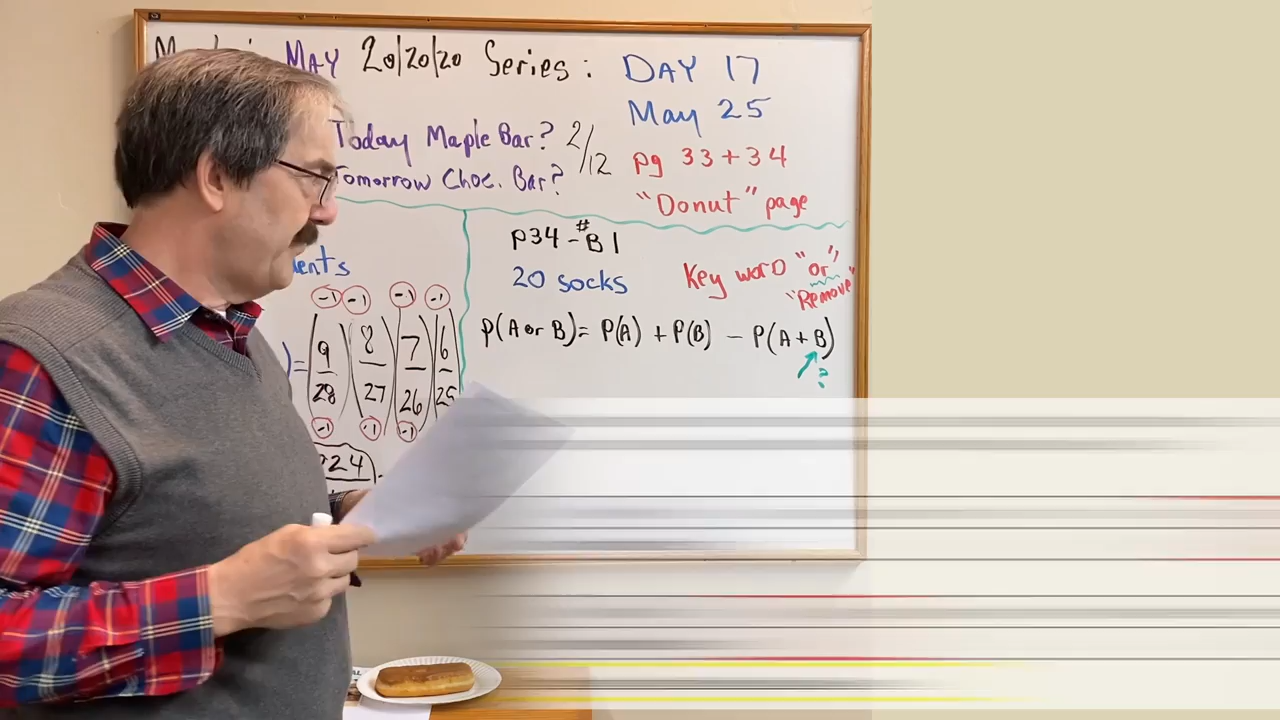 MAY 20/20/20 Series: DAY 17
May 25
Today Maple Bar? 2/12
Tomorrow Choc. Bar?
pg 33+34
"Donut" page
p34-#B1
20 socks
Key word "or"
"Remove"
P(A or B)= P(A) + P(B) - P(A+B)
?
-1 -1 -1 -1
)=(9/28)(8/27)(7/26)(6/25
-1 -1 -1